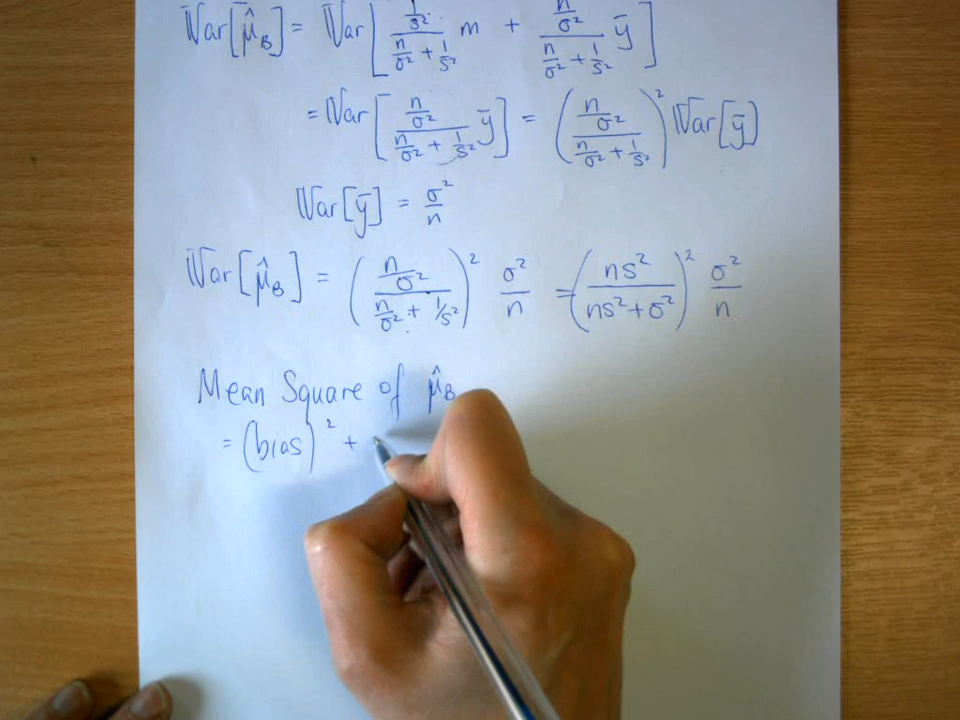 Var[μ̂_B] = Var[ (1/s²)/(n/σ² + 1/s²) m + (n/σ²)/(n/σ² + 1/s²) ȳ ]
= Var[ (n/σ²)/(n/σ² + 1/s²) ȳ ] = ( (n/σ²)/(n/σ² + 1/s²) )² Var[ȳ]
Var[ȳ] = σ²/n
Var[μ̂_B] = ( (n/σ²)/(n/σ² + 1/s²) )² σ²/n = ( ns²/(ns² + σ²) )² σ²/n
Mean Square of μ̂_B
= (bias)² +